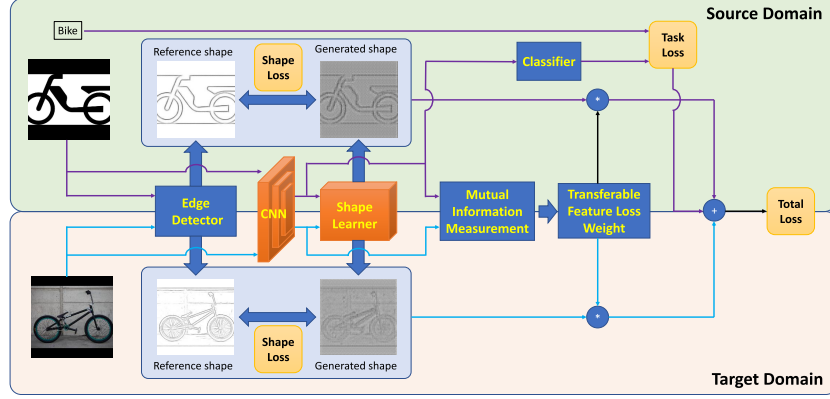 Source Domain
Bike
Reference shape
Shape
Loss
Generated shape
Task
Loss
Classifier
*
Edge
Detector
CNN
Shape
Learner
Mutual
Information
Measurement
Transferable
Feature Loss
Weight
+
Total
Loss
Shape
Loss
*
Reference shape
Generated shape
Target Domain